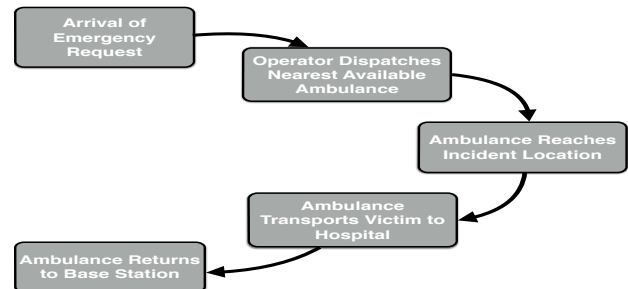 Arrival of
Emergency
Request
Operator Dispatches
Nearest Available
Ambulance
Ambulance Reaches
Incident Location
Ambulance
Transports Victim to
Hospital
Ambulance Returns
to Base Station